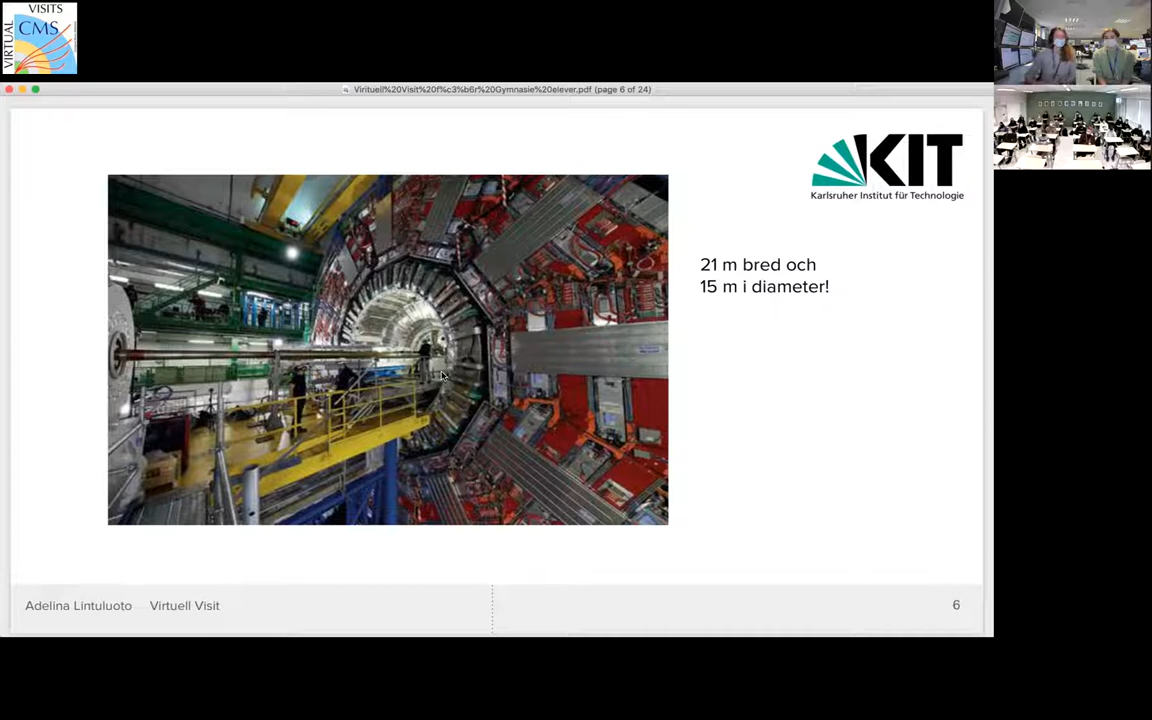 VISITS
VIRTUAL
CMS
Virituell%20Visit%20f%c3%b6r%20Gymnasie%20elever.pdf (page 6 of 24)
KIT
Karlsruher Institut für Technologie
21 m bred och
15 m i diameter!
Adelina Lintuluoto Virtuell Visit
6